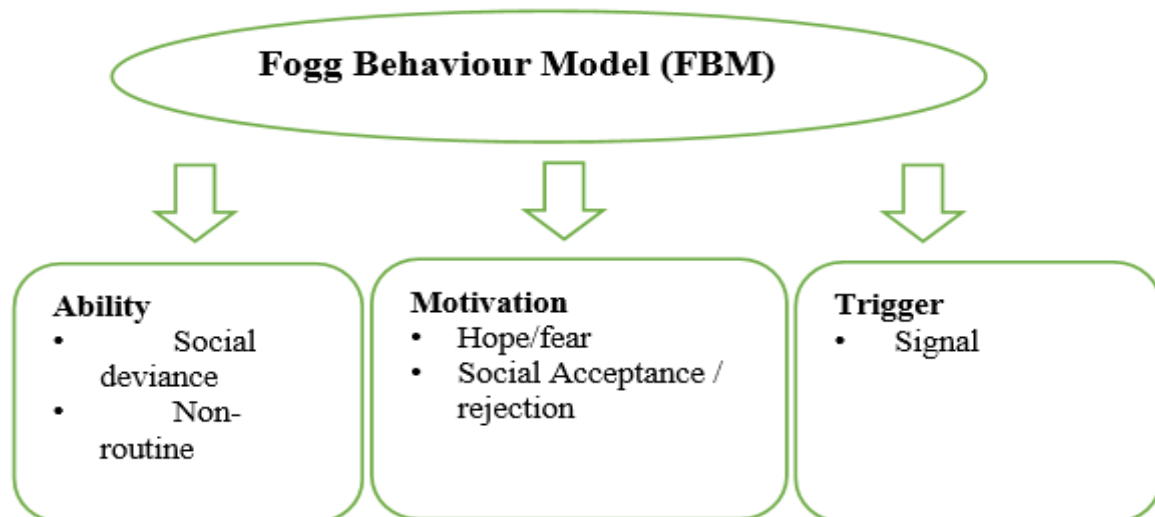 Fogg Behaviour Model (FBM)
Ability
• Social
deviance
• Non-
routine
Motivation
• Hope/fear
• Social Acceptance /
rejection
Trigger
• Signal